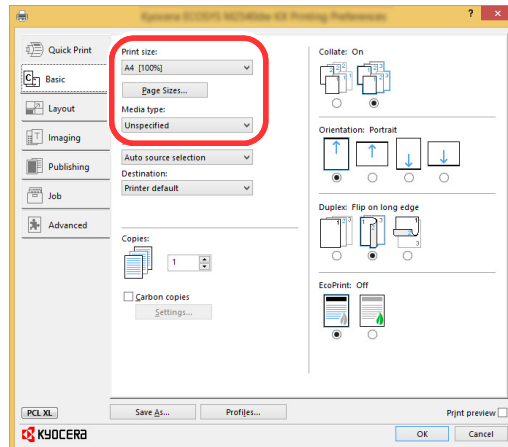 Kyocera ECOSYS M2540dw KX Printing Preferences
?
Quick Print
Basic
Layout
Imaging
Publishing
Job
Advanced
Print size:
A4 [100%]
Page Sizes...
Media type:
Unspecified
Auto source selection
Destination:
Printer default
Copies:
1
Carbon copies
Settings...
Collate: On
Orientation: Portrait
Duplex: Flip on long edge
EcoPrint: Off
PCL XL
Save As...
Profiles...
Print preview
KYOCERA
OK
Cancel